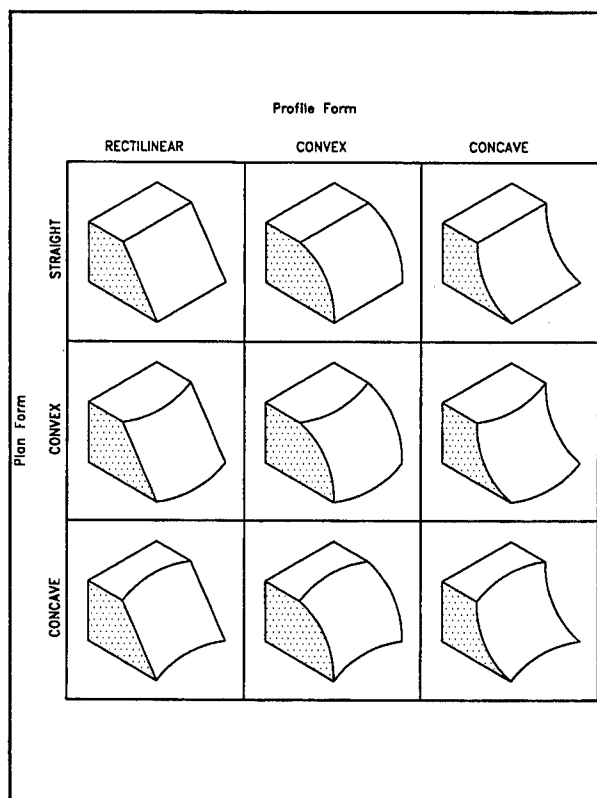 Profile Form
RECTILINEAR CONVEX CONCAVE
STRAIGHT
Plan Form
CONVEX
CONCAVE